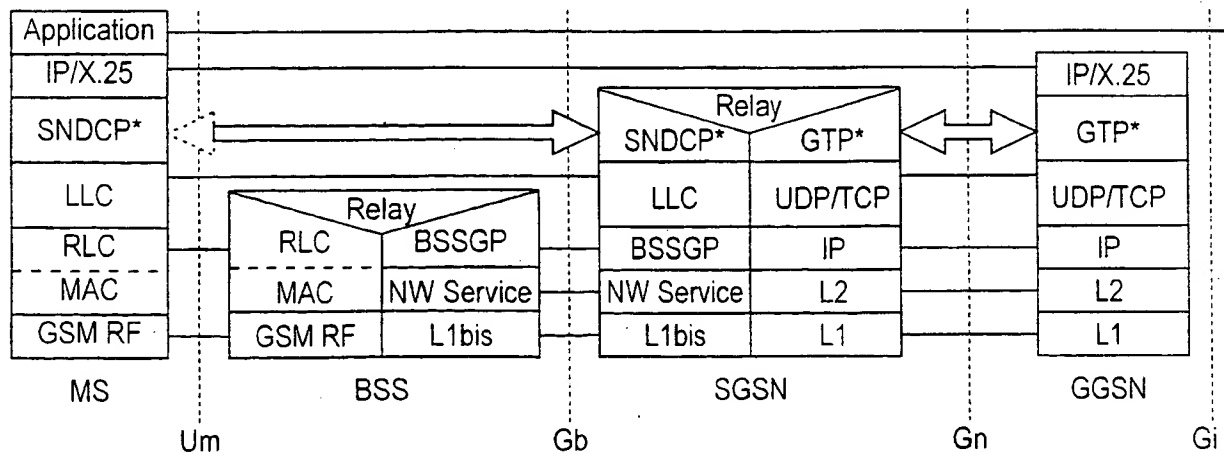 Application
IP/X.25 IP/X.25
Relay
SNDCP* SNDCP* GTP* GTP*
LLC LLC UDP/TCP UDP/TCP
Relay
RLC RLC BSSGP BSSGP IP IP
MAC MAC NW Service NW Service L2 L2
GSM RF GSM RF L1bis L1bis L1 L1
MS BSS SGSN GGSN
Um Gb Gn Gi